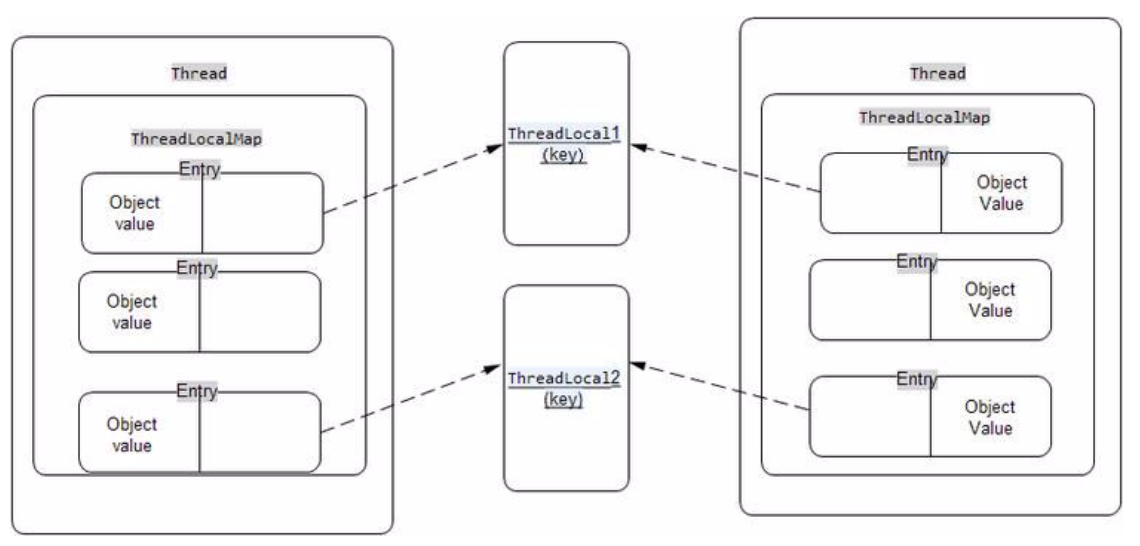 Thread
ThreadLocalMap
Entry
Object
value
Entry
Object
value
Entry
Object
value
ThreadLocal1
(key)
ThreadLocal2
(key)
Thread
ThreadLocalMap
Entry
Object
Value
Entry
Object
Value
Entry
Object
Value